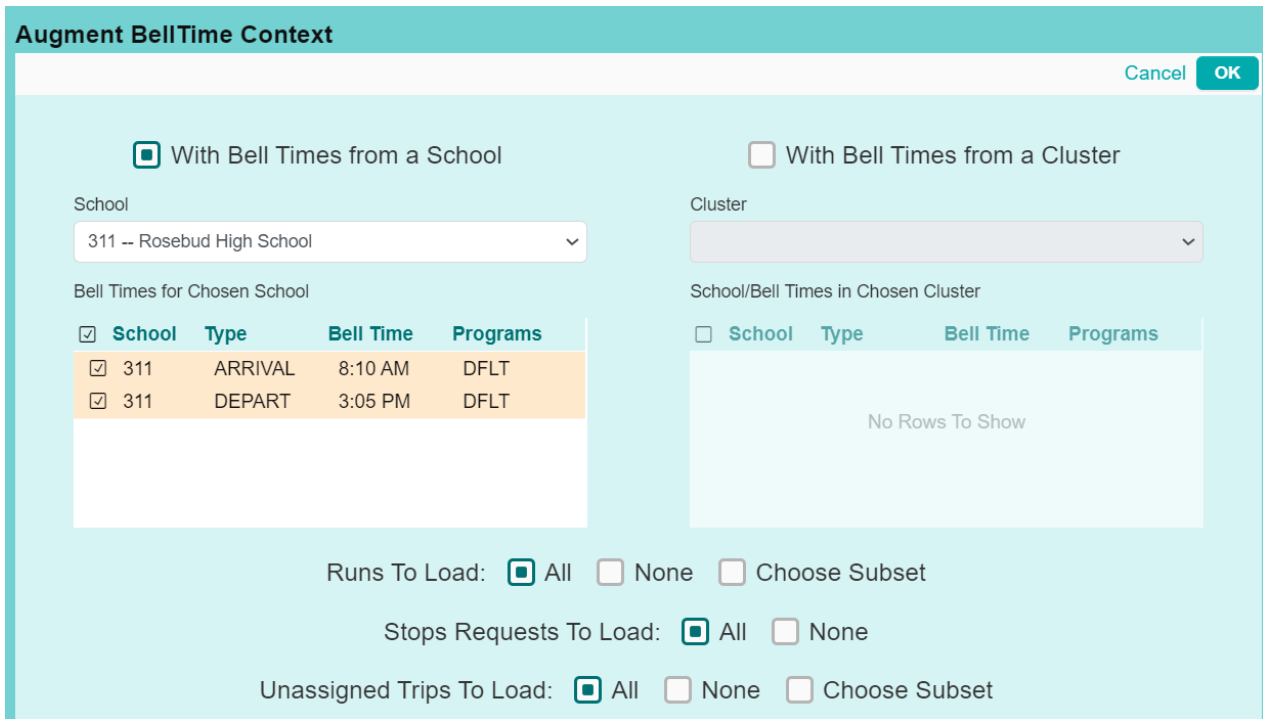 Augment BellTime Context
Cancel OK
With Bell Times from a School
With Bell Times from a Cluster
School
311 -- Rosebud High School
Cluster
Bell Times for Chosen School
School Type Bell Time Programs
311 ARRIVAL 8:10 AM DFLT
311 DEPART 3:05 PM DFLT
School/Bell Times in Chosen Cluster
School Type Bell Time Programs
No Rows To Show
Runs To Load: All None Choose Subset
Stops Requests To Load: All None
Unassigned Trips To Load: All None Choose Subset